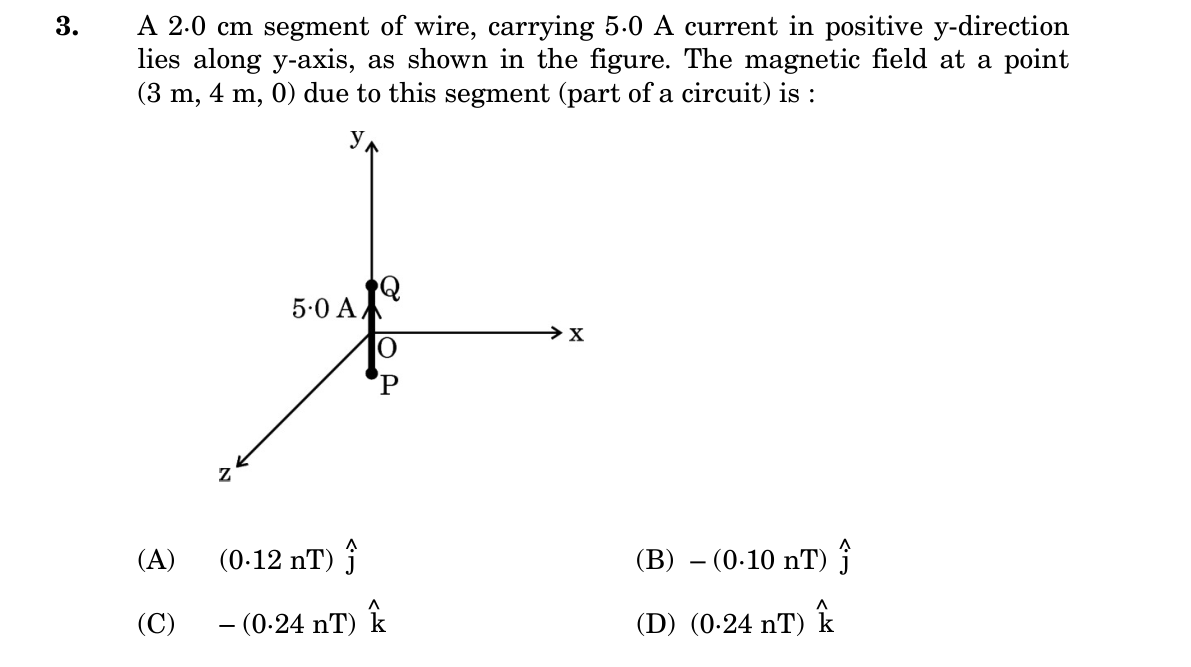 3. A 2·0 cm segment of wire, carrying 5·0 A current in positive y-direction
lies along y-axis, as shown in the figure. The magnetic field at a point
(3 m, 4 m, 0) due to this segment (part of a circuit) is :
y
Q
5·0 A
x
O
P
z
(A) (0·12 nT) ĵ (B) – (0·10 nT) ĵ
(C) – (0·24 nT) k̂ (D) (0·24 nT) k̂